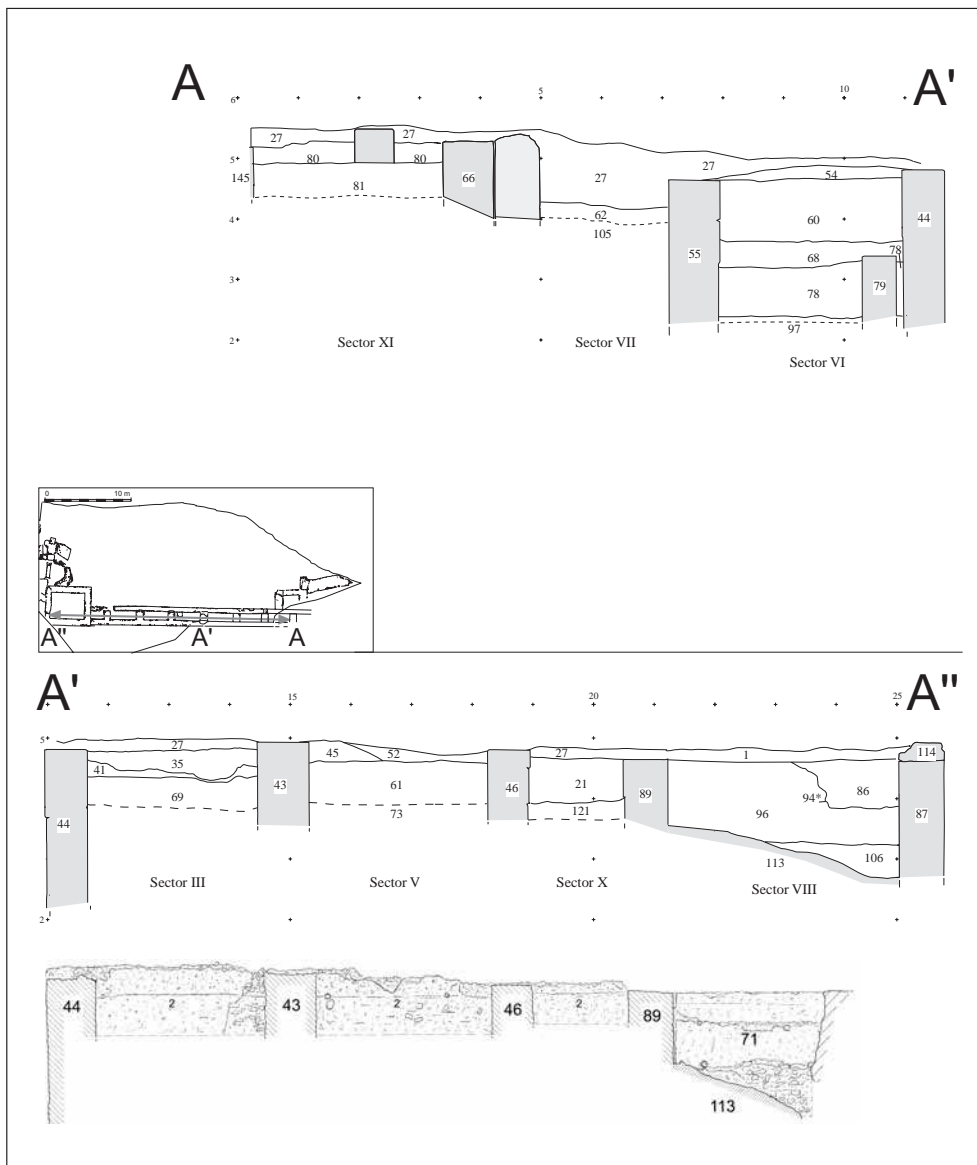 A A'
6 5 10
27 27 27
5 80 80 54
145 81 66 27
4 62 60 44
105
55 68 78
3 78 79
2 97
Sector XI Sector VII Sector VI
0 10 m
A'' A' A
A' 15 20 25 A''
5 27 45 52 27 1 114
41 35
43 61 46 21 89 94* 86
69 73 121 96 87
44
113 106
Sector III Sector V Sector X Sector VIII
2
44 2 43 2 46 2 89
71
113